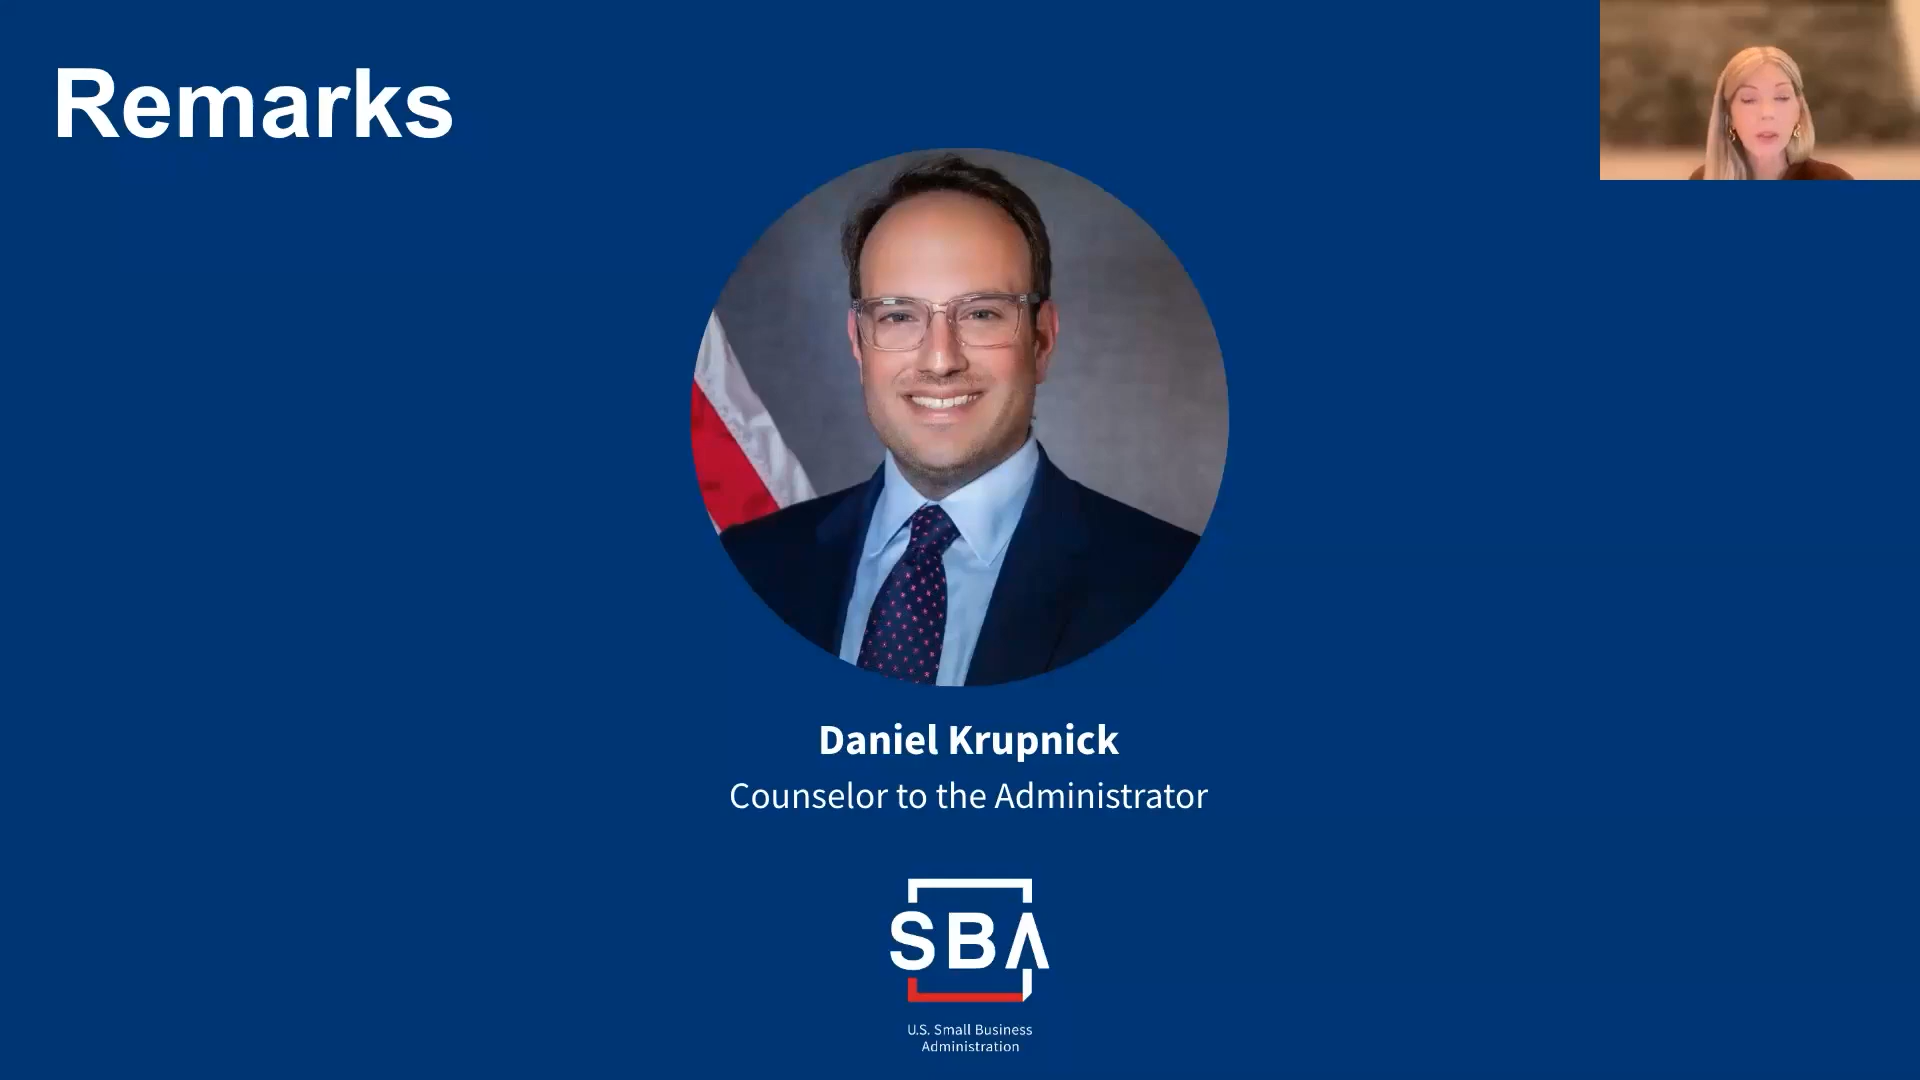 Remarks
Daniel Krupnick
Counselor to the Administrator
SBA
U.S. Small Business
Administration